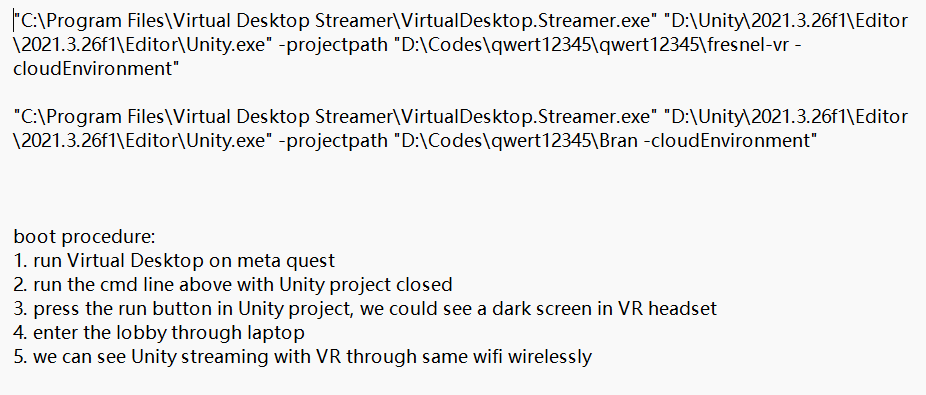 "C:\Program Files\Virtual Desktop Streamer\VirtualDesktop.Streamer.exe" "D:\Unity\2021.3.26f1\Editor
\2021.3.26f1\Editor\Unity.exe" -projectpath "D:\Codes\qwert12345\qwert12345\fresnel-vr -
cloudEnvironment"
"C:\Program Files\Virtual Desktop Streamer\VirtualDesktop.Streamer.exe" "D:\Unity\2021.3.26f1\Editor
\2021.3.26f1\Editor\Unity.exe" -projectpath "D:\Codes\qwert12345\Bran -cloudEnvironment"
boot procedure:
1. run Virtual Desktop on meta quest
2. run the cmd line above with Unity project closed
3. press the run button in Unity project, we could see a dark screen in VR headset
4. enter the lobby through laptop
5. we can see Unity streaming with VR through same wifi wirelessly